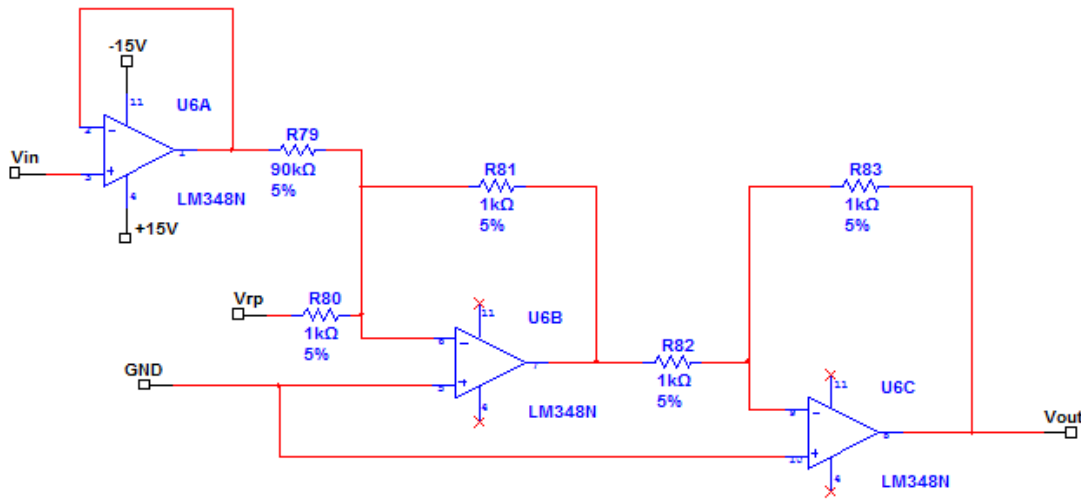 -15V
11
U6A
2
Vin
3
1
4
LM348N
+15V
R79
90kΩ
5%
R81
1kΩ
5%
R83
1kΩ
5%
Vrp
R80
1kΩ
5%
11
U6B
6
GND
5
7
4
LM348N
R82
1kΩ
5%
11
U6C
9
10
8
Vout
4
LM348N